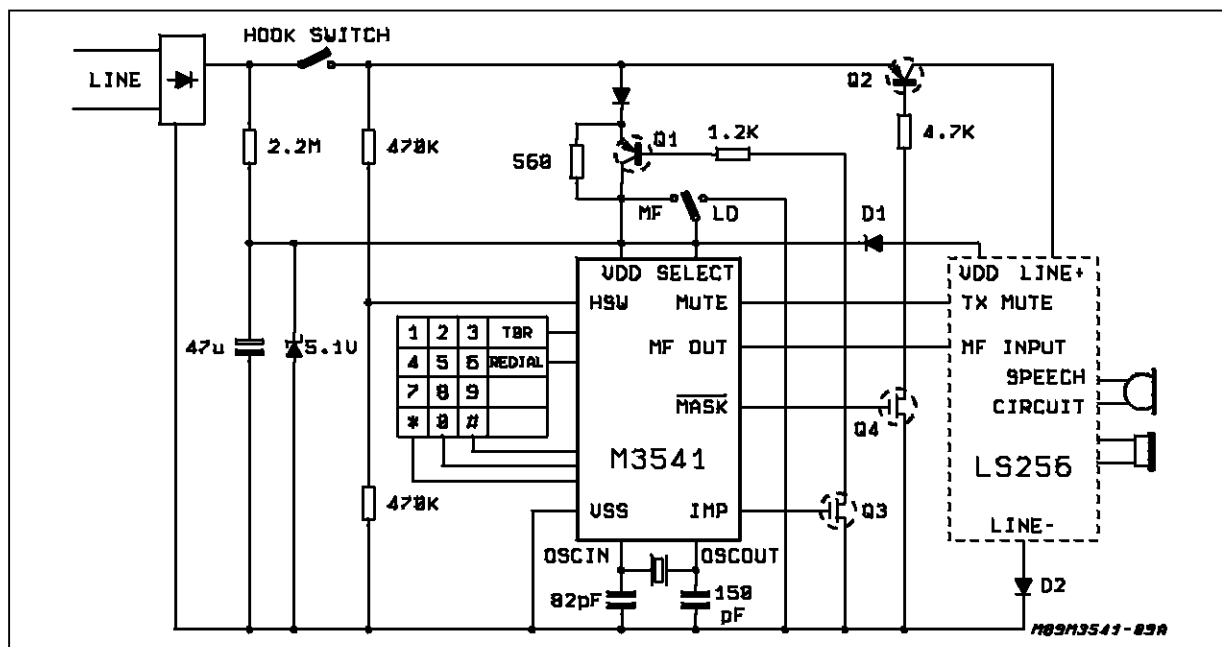 HOOK SWITCH
LINE
Q2
2.2M
470K
560
Q1
1.2K
4.7K
MF
LD
D1
VDD SELECT
VDD LINE+
HSW
MUTE
TX MUTE
1 2 3 TBR
4 5 6 REDIAL
7 8 9
* 0 #
47u
5.1V
MF OUT
MF INPUT
SPEECH
CIRCUIT
MASK
Q4
M3541
LS256
470K
VSS
IMP
Q3
LINE-
OSCIN
OSCOUT
82pF
150
pF
D2
M89M3541-09A